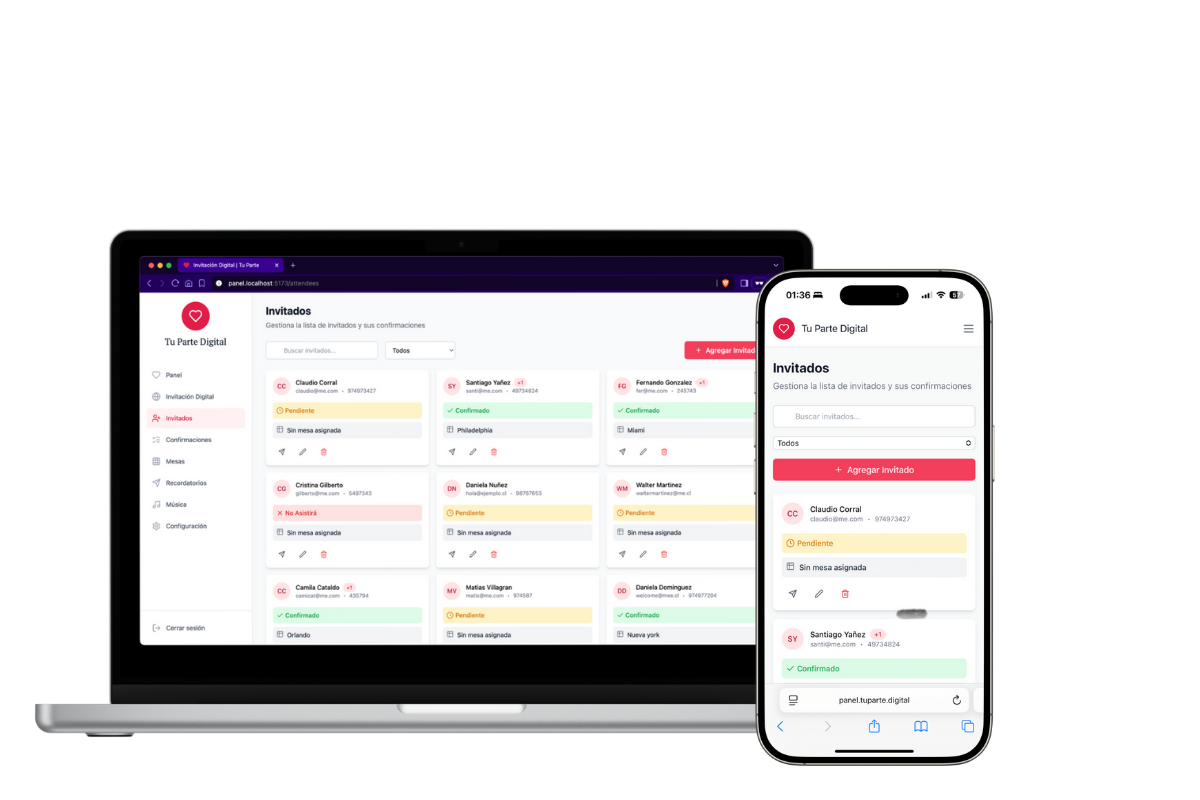 Invitación Digital | Tu Parte
panel.localhost:5173/attendees
Tu Parte Digital
Panel
Invitación Digital
Invitados
Confirmaciones
Mesas
Recordatorios
Música
Configuración
Cerrar sesión
Invitados
Gestiona la lista de invitados y sus confirmaciones
Buscar invitados...
Todos
+ Agregar Invitad
CC
Claudio Corral
claudio@me.com • 974973427
Pendiente
Sin mesa asignada
SY
Santiago Yañez +1
santi@me.com • 49734824
Confirmado
Philadelphia
FG
Fernando Gonzalez +1
fer@me.com • 245743
Confirmado
Miami
CG
Cristina Gilberto
gilberto@me.com • 5497343
No Asistirá
Sin mesa asignada
DN
Daniela Nuñez
hola@ejemplo.cl • 98767655
Pendiente
Sin mesa asignada
WM
Walter Martinez
waltermartinez@me.cl
Pendiente
Sin mesa asignada
CC
Camila Cataldo +1
camicat@me.com • 435794
Confirmado
Orlando
MV
Matias Villagran
matis@me.com • 974587
Pendiente
Sin mesa asignada
DD
Daniela Dominguez
welcome@mee.cl • 974977204
Confirmado
Nueva york
01:36
57
Tu Parte Digital
Invitados
Gestiona la lista de invitados y sus confirmaciones
Buscar invitados...
Todos
+ Agregar Invitado
CC
Claudio Corral
claudio@me.com • 974973427
Pendiente
Sin mesa asignada
SY
Santiago Yañez +1
santi@me.com • 49734824
Confirmado
panel.tuparte.digital